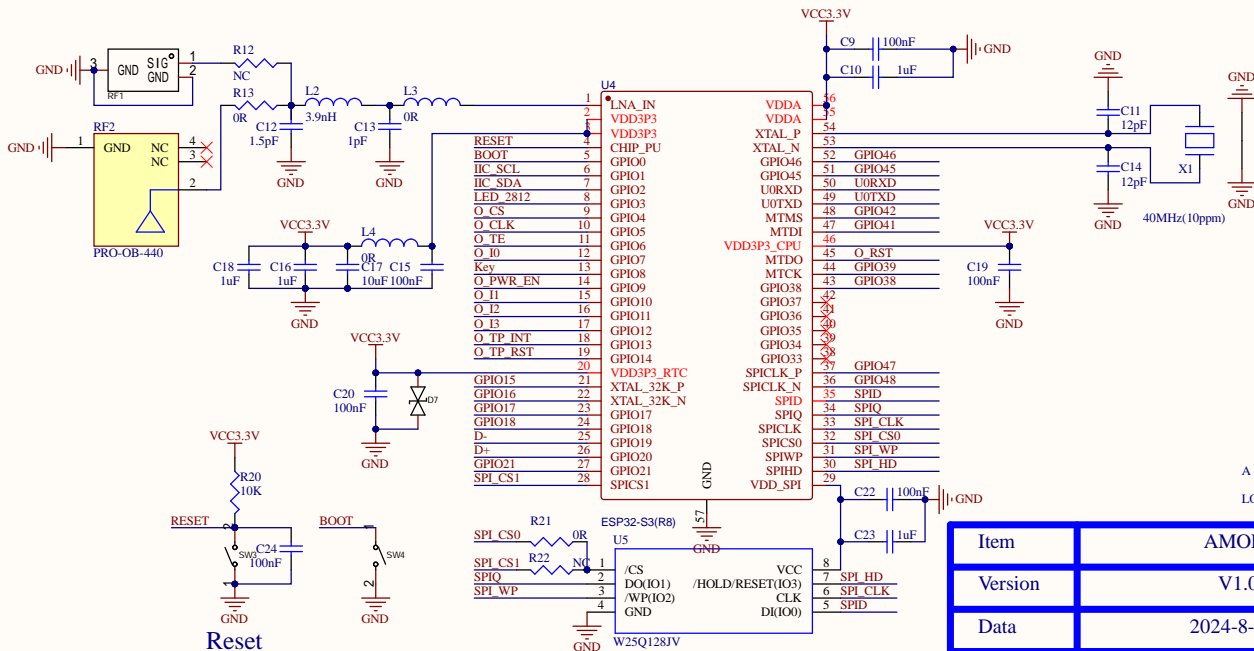 VCC3.3V
R12
NC
GND
3
GND
SIG
GND
1
2
RF1
R13
0R
L2
3.9nH
L3
0R
C12
1.5pF
C13
1pF
GND
GND
RF2
GND
1
GND
NC
NC
4
3
2
PRO-OB-440
VCC3.3V
L4
0R
C18
1uF
C16
1uF
C17
10uF
C15
100nF
GND
VCC3.3V
C20
100nF
D7
GND
VCC3.3V
R20
10K
RESET
2
SW3
1
C24
100nF
GND
Reset
BOOT
1
SW4
2
GND
U4
1 LNA_IN
2 VDD3P3
3 VDD3P3
RESET 4 CHIP_PU
BOOT 5 GPIO0
IIC_SCL 6 GPIO1
IIC_SDA 7 GPIO2
LED_2812 8 GPIO3
O_CS 9 GPIO4
O_CLK 10 GPIO5
O_TE 11 GPIO6
O_I0 12 GPIO7
Key 13 GPIO8
O_PWR_EN 14 GPIO9
O_I1 15 GPIO10
O_I2 16 GPIO11
O_I3 17 GPIO12
O_TP_INT 18 GPIO13
O_TP_RST 19 GPIO14
20 VDD3P3_RTC
GPIO15 21 XTAL_32K_P
GPIO16 22 XTAL_32K_N
GPIO17 23 GPIO17
GPIO18 24 GPIO18
D- 25 GPIO19
D+ 26 GPIO20
GPIO21 27 GPIO21
SPI_CS1 28 SPICS1
VDDA 56
VDDA 55
XTAL_P 54
XTAL_N 53
GPIO46 52 GPIO46
GPIO45 51 GPIO45
U0RXD 50 U0RXD
U0TXD 49 U0TXD
MTMS 48 GPIO42
MTDI 47 GPIO41
VDD3P3_CPU 46
MTDO 45 O_RST
MTCK 44 GPIO39
GPIO38 43 GPIO38
GPIO37 42
GPIO36 41
GPIO35 40
GPIO34 39
GPIO33 38
SPICLK_P 37 GPIO47
SPICLK_N 36 GPIO48
SPID 35 SPID
SPIQ 34 SPIQ
SPICLK 33 SPI_CLK
SPICS0 32 SPI_CS0
SPIWP 31 SPI_WP
SPIHD 30 SPI_HD
VDD_SPI 29
GND
57
GND
ESP32-S3(R8)
C9
100nF
C10
1uF
GND
GND
C11
12pF
C14
12pF
GND
X1
40MHz(10ppm)
GND
GND
VCC3.3V
C19
100nF
GND
C22
100nF
GND
C23
1uF
SPI_CS0
R21
0R
SPI_CS1
R22
NC
SPIQ
SPI_WP
U5
1 /CS
2 DO(IO1)
3 /WP(IO2)
4 GND
VCC 8
/HOLD/RESET(IO3) 7 SPI_HD
CLK 6 SPI_CLK
DI(IO0) 5 SPID
GND
W25Q128JV
A
Item
Version V1.0
Data 2024-8-